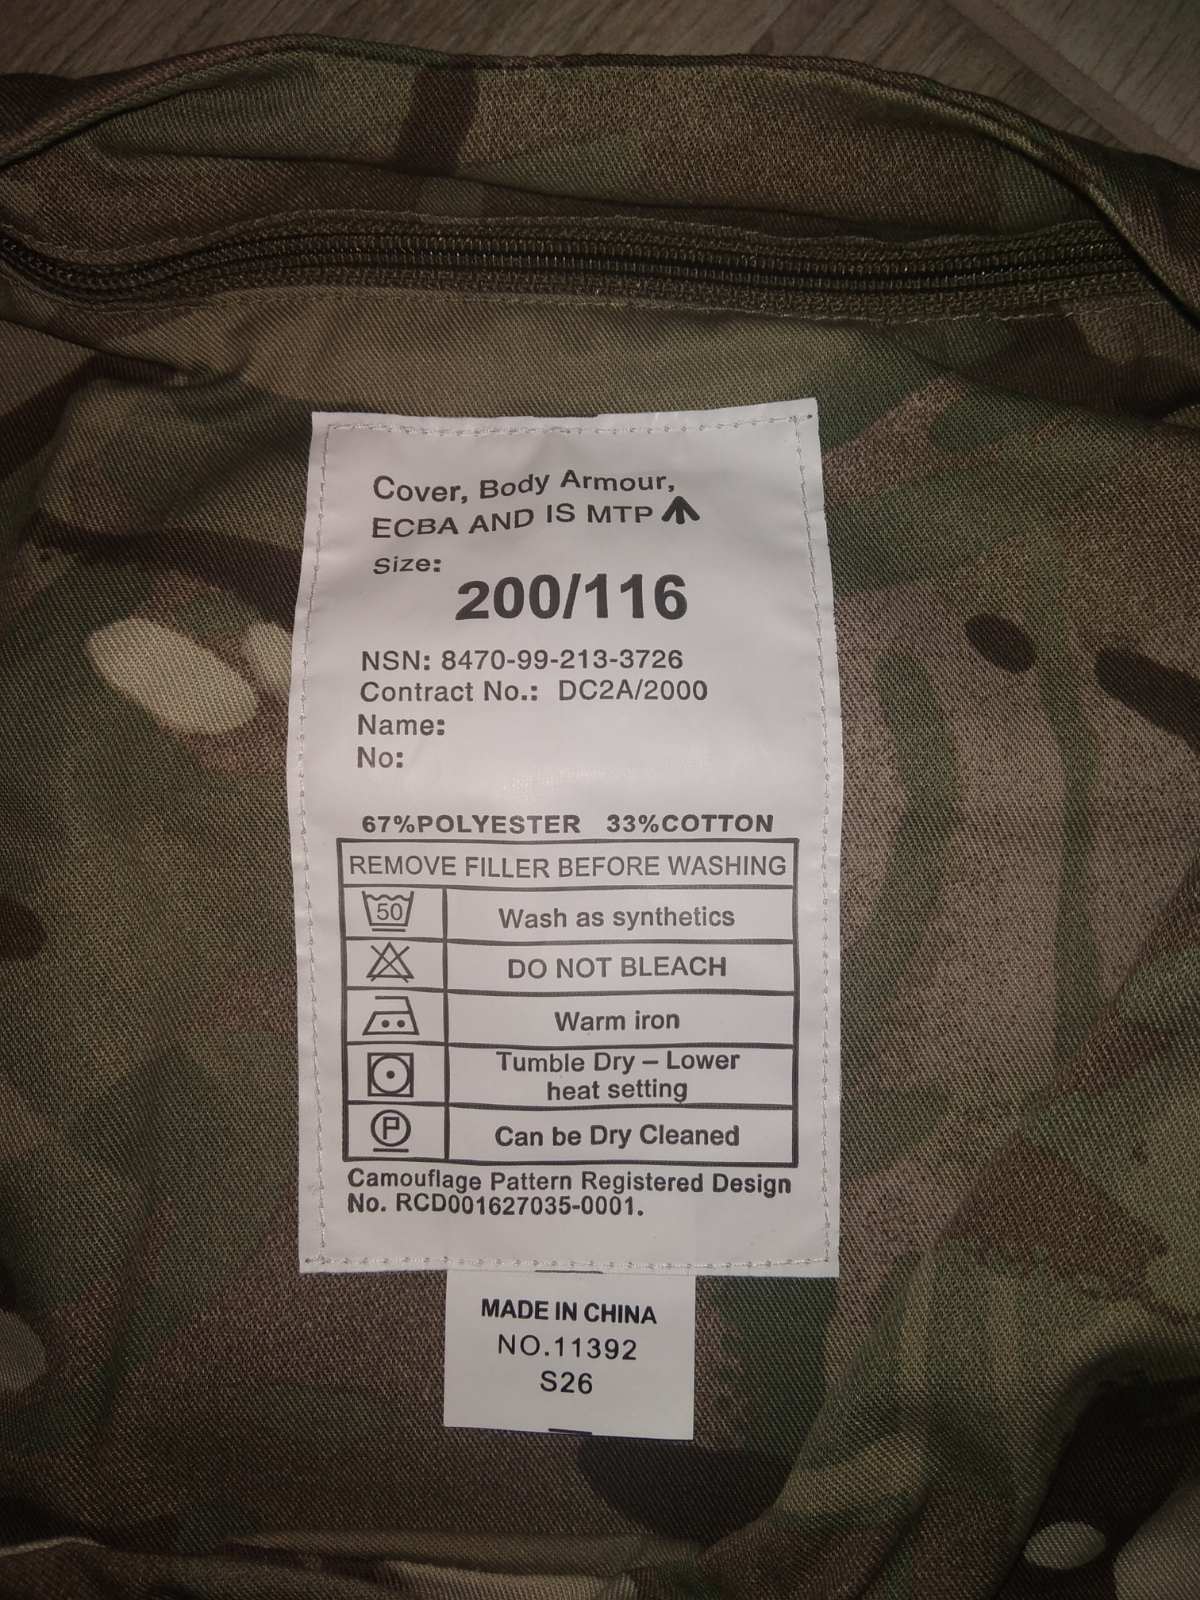 Cover, Body Armour,
ECBA AND IS MTP
Size:
200/116
NSN: 8470-99-213-3726
Contract No.: DC2A/2000
Name:
No:
67%POLYESTER 33%COTTON
REMOVE FILLER BEFORE WASHING
50 Wash as synthetics
DO NOT BLEACH
Warm iron
Tumble Dry – Lower
heat setting
P Can be Dry Cleaned
Camouflage Pattern Registered Design
No. RCD001627035-0001.
MADE IN CHINA
NO.11392
S26